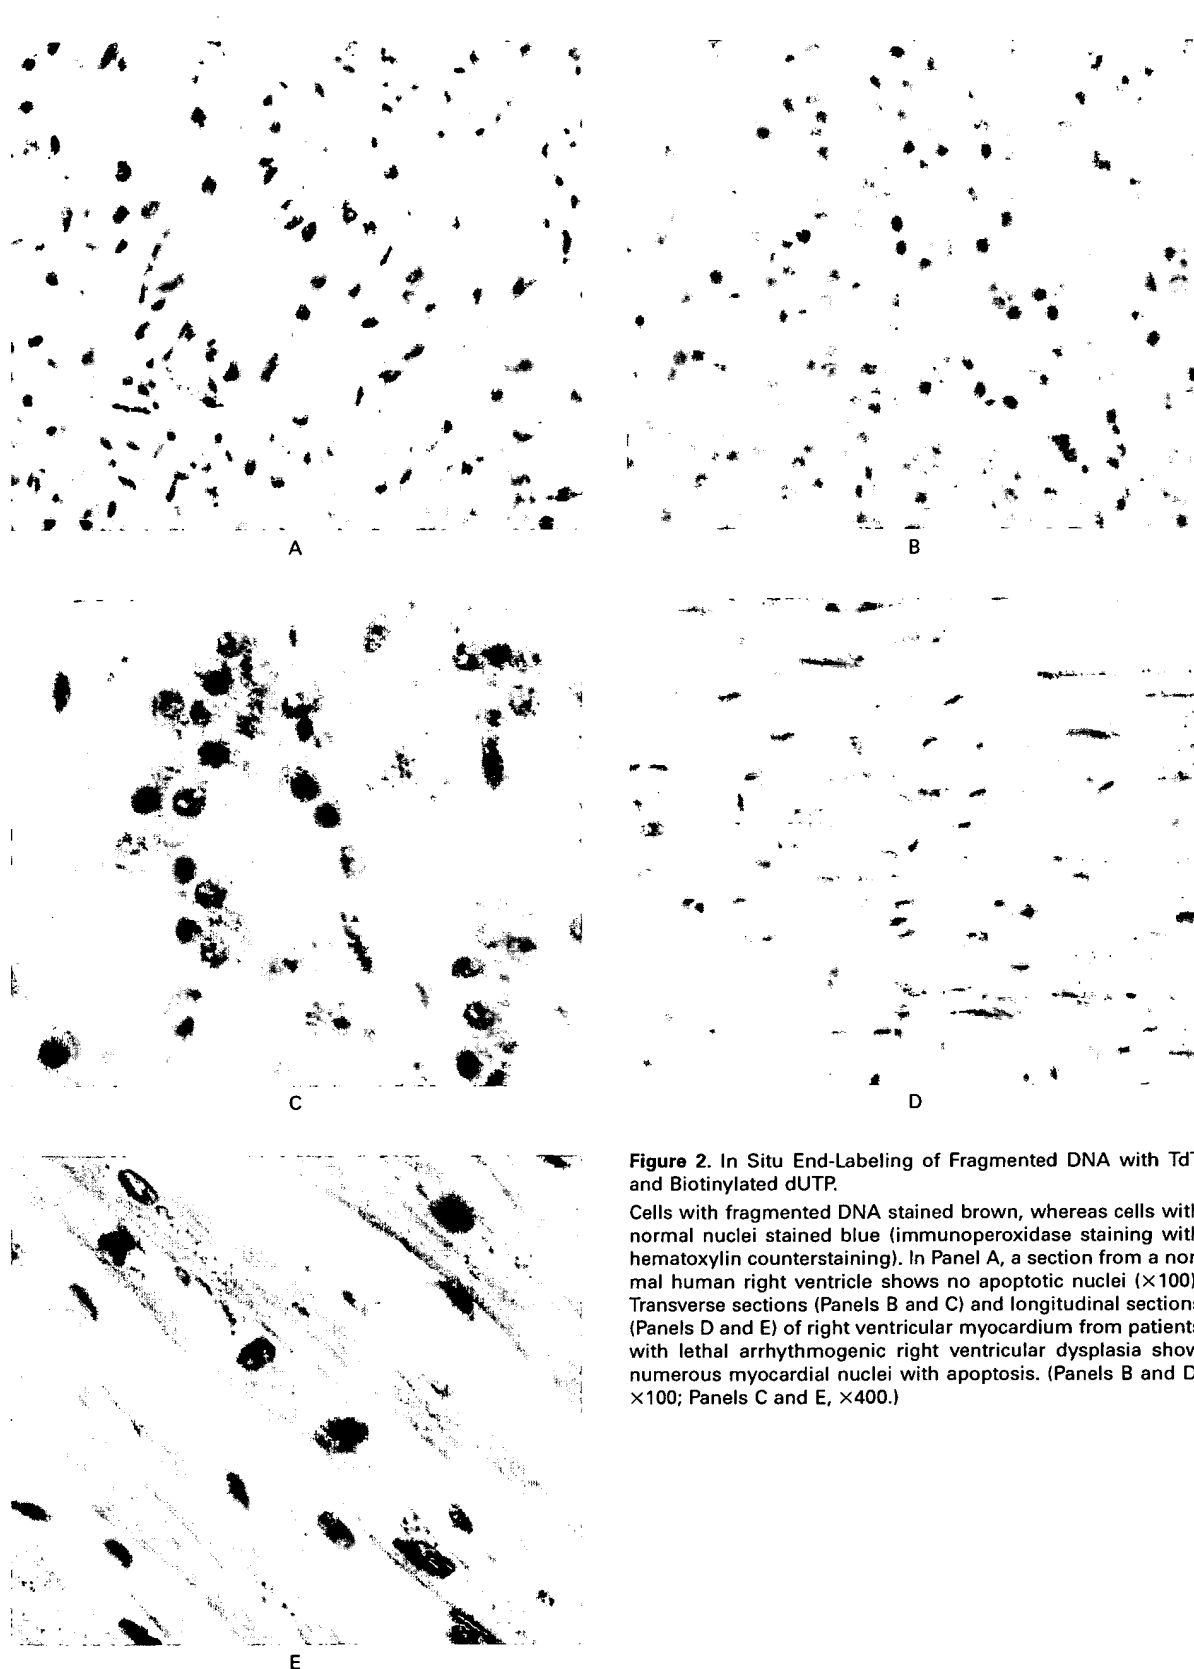 A
B
C
D
E
Figure 2. In Situ End-Labeling of Fragmented DNA with TdT
and Biotinylated dUTP.
Cells with fragmented DNA stained brown, whereas cells with
normal nuclei stained blue (immunoperoxidase staining with
hematoxylin counterstaining). In Panel A, a section from a nor
mal human right ventricle shows no apoptotic nuclei (×100)
Transverse sections (Panels B and C) and longitudinal sections
(Panels D and E) of right ventricular myocardium from patients
with lethal arrhythmogenic right ventricular dysplasia show
numerous myocardial nuclei with apoptosis. (Panels B and D
×100; Panels C and E, ×400.)